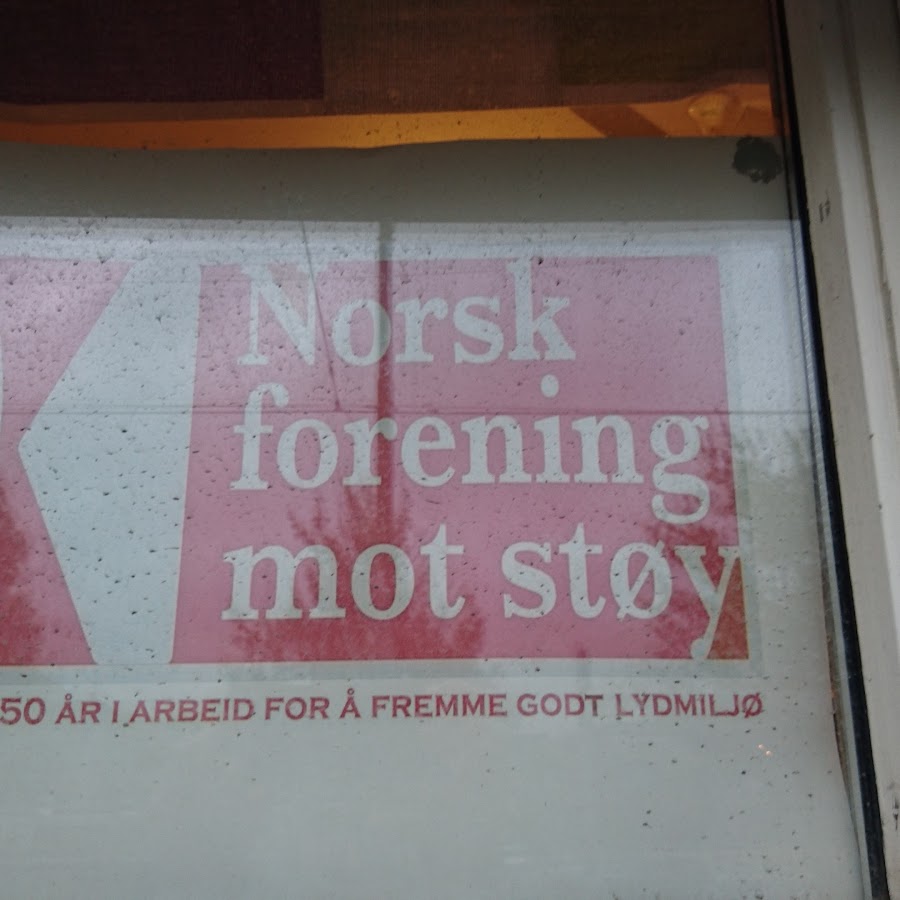 Norsk
forening
mot støy
50 ÅR I ARBEID FOR Å FREMME GODT LYDMILJØ